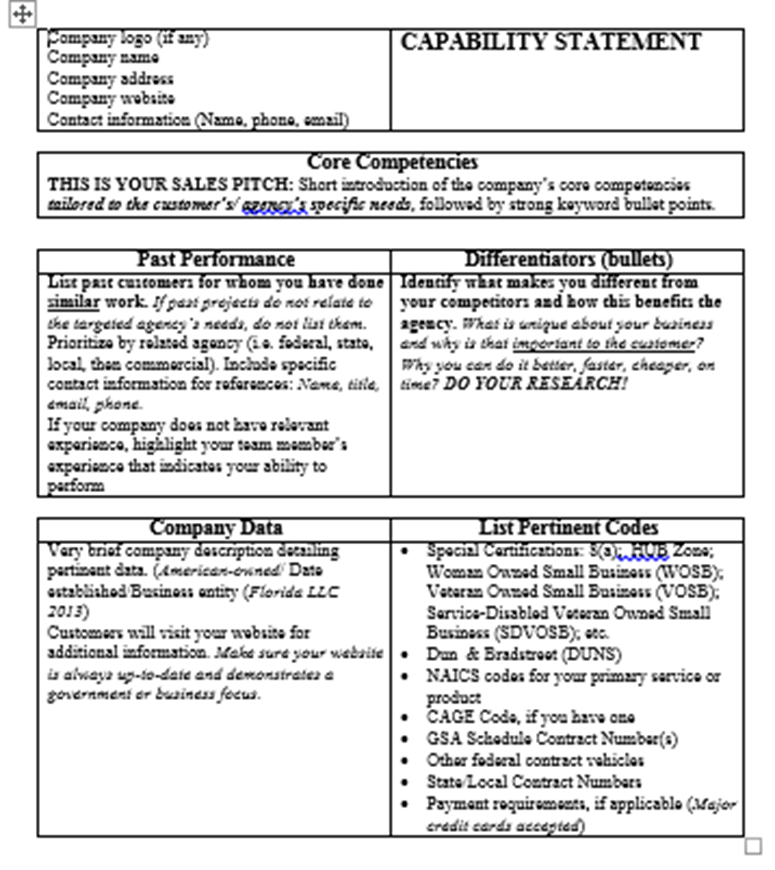 Company logo (if any)
Company name
Company address
Company website
Contact information (Name, phone, email)
CAPABILITY STATEMENT
Core Competencies
THIS IS YOUR SALES PITCH: Short introduction of the company's core competencies
tailored to the customer's/ agency's specific needs, followed by strong keyword bullet points.
Past Performance
List past customers for whom you have done
similar work. If past projects do not relate to
the targeted agency's needs, do not list them.
Prioritize by related agency (i.e. federal, state,
local, then commercial). Include specific
contact information for references: Name, title,
email, phone.
If your company does not have relevant
experience, highlight your team member's
experience that indicates your ability to
perform
Differentiators (bullets)
Identify what makes you different from
your competitors and how this benefits the
agency. What is unique about your business
and why is that important to the customer?
Why you can do it better, faster, cheaper, on
time? DO YOUR RESEARCH!
Company Data
Very brief company description detailing
pertinent data. (American-owned/ Date
established/Business entity (Florida LLC
2013)
Customers will visit your website for
additional information. Make sure your website
is always up-to-date and demonstrates a
government or business focus.
List Pertinent Codes
• Special Certifications: 8(a); HUB Zone;
Woman Owned Small Business (WOSB);
Veteran Owned Small Business (VOSB);
Service-Disabled Veteran Owned Small
Business (SDVOSB); etc.
• Dun & Bradstreet (DUNS)
• NAICS codes for your primary service or
product
• CAGE Code, if you have one
• GSA Schedule Contract Number(s)
• Other federal contract vehicles
• State/Local Contract Numbers
• Payment requirements, if applicable (Major
credit cards accepted)